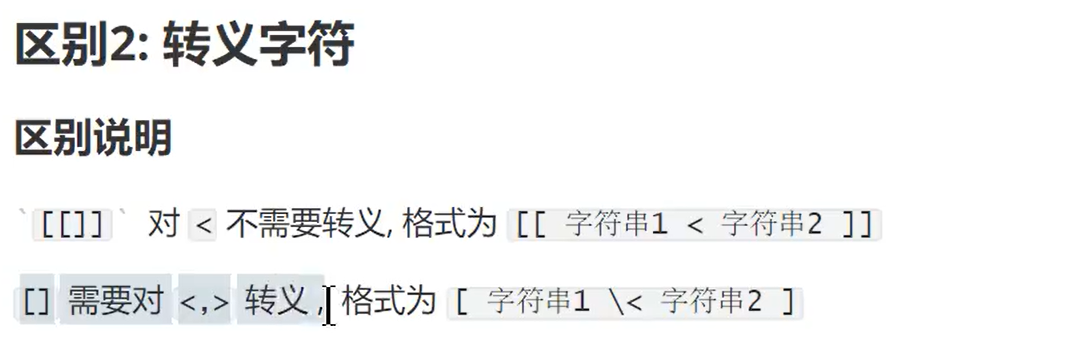 区别2: 转义字符
区别说明
`[[]]` 对 < 不需要转义, 格式为 [[ 字符串1 < 字符串2 ]]
[] 需要对 <,> 转义, 格式为 [ 字符串1 \< 字符串2 ]